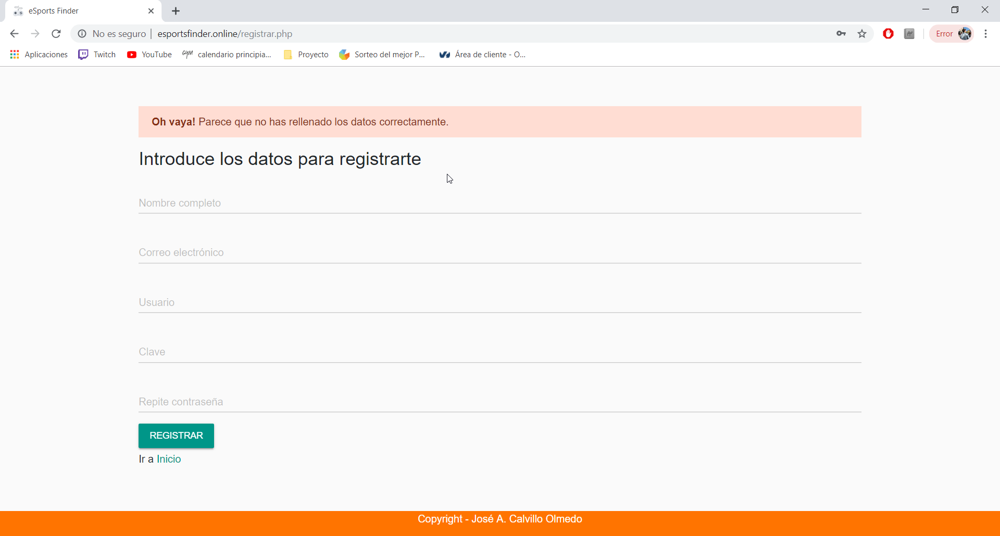 eSports Finder
No es seguro | esportsfinder.online/registrar.php
Error
Aplicaciones
Twitch
YouTube
GYM calendario principia...
Proyecto
Sorteo del mejor P...
Área de cliente - O...
Oh vaya! Parece que no has rellenado los datos correctamente.
Introduce los datos para registrarte
Nombre completo
Correo electrónico
Usuario
Clave
Repite contraseña
REGISTRAR
Ir a Inicio
Copyright - José A. Calvillo Olmedo